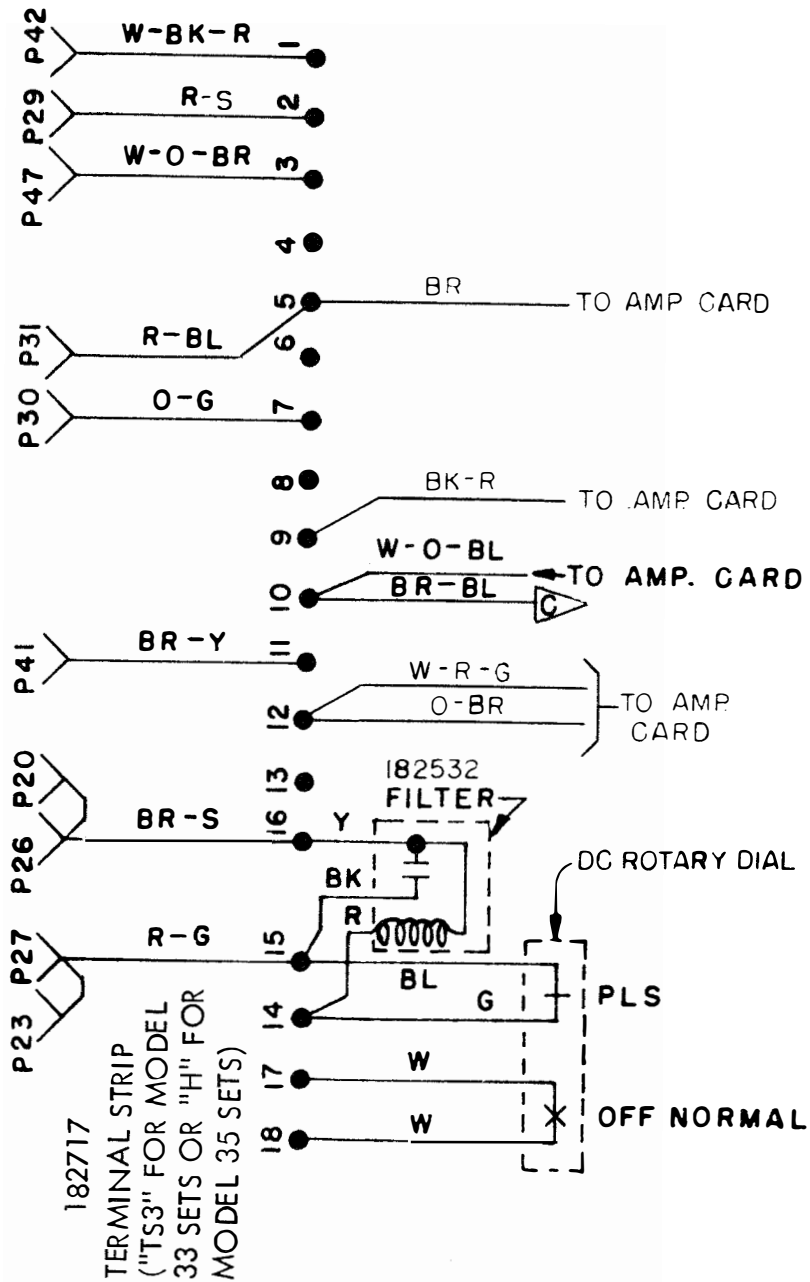 P42 W-BK-R 1
P29 R-S 2
P47 W-O-BR 3
4
5 BR TO AMP CARD
P31 R-BL 6
P30 O-G 7
8
BK-R TO AMP. CARD
9
W-O-BL TO AMP. CARD
10 BR-BL C
P41 BR-Y 11
W-R-G
12 O-BR TO AMP.
CARD
P20 13
182532
FILTER
P26 BR-S 16 Y
DC ROTARY DIAL
BK
R
P27 R-G 15
BL
G PLS
P23 14
17 W
OFF NORMAL
18 W
182717
TERMINAL STRIP
("TS3" FOR MODEL
33 SETS OR "H" FOR
MODEL 35 SETS)